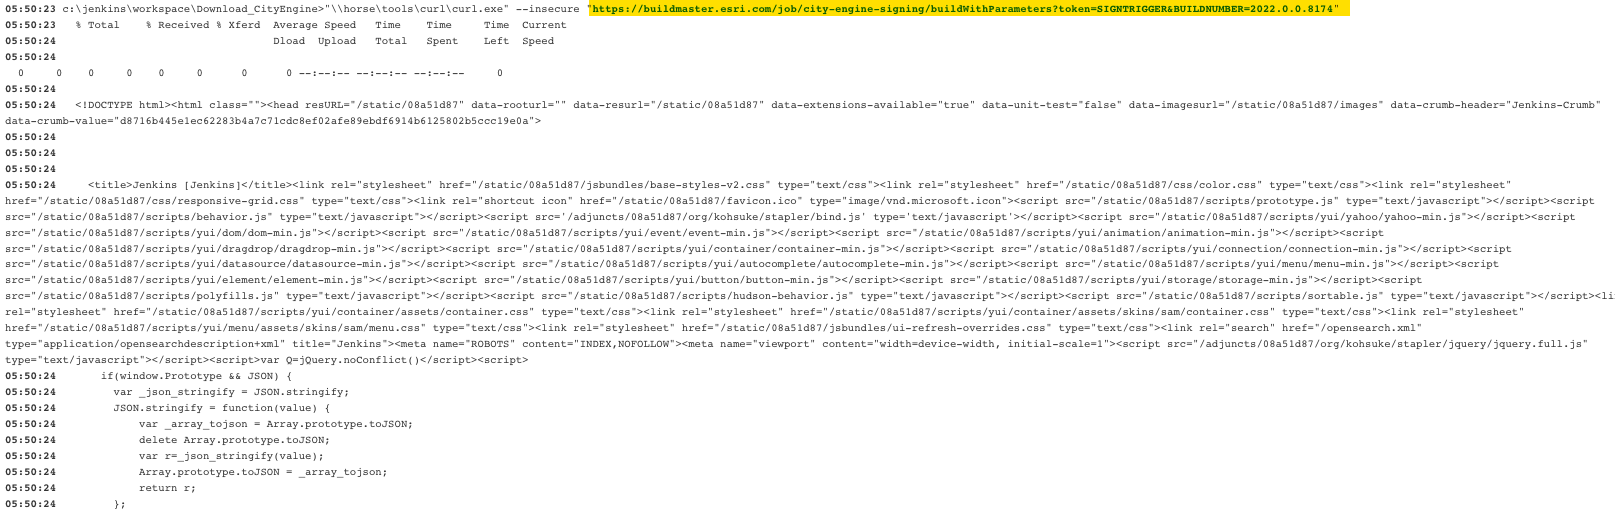 05:50:23 c:\jenkins\workspace\Download_CityEngine>"\\horse\tools\curl\curl.exe" --insecure "https://buildmaster.esri.com/job/city-engine-signing/buildWithParameters?token=SIGNTRIGGER&BUILDNUMBER=2022.0.0.8174"
05:50:23 % Total % Received % Xferd Average Speed Time Time Time Current
05:50:24 Dload Upload Total Spent Left Speed
05:50:24
0 0 0 0 0 0 0 0 --:--:-- --:--:-- --:--:-- 0
05:50:24
05:50:24 <!DOCTYPE html><html class=""><head resURL="/static/08a51d87" data-rooturl="" data-resurl="/static/08a51d87" data-extensions-available="true" data-unit-test="false" data-imagesurl="/static/08a51d87/images" data-crumb-header="Jenkins-Crumb"
data-crumb-value="d8716b445e1ec62283b4a7c71cdc8ef02afe89ebdf6914b6125802b5ccc19e0a">
05:50:24
05:50:24
05:50:24
05:50:24 <title>Jenkins [Jenkins]</title><link rel="stylesheet" href="/static/08a51d87/jsbundles/base-styles-v2.css" type="text/css"><link rel="stylesheet" href="/static/08a51d87/css/color.css" type="text/css"><link rel="stylesheet"
href="/static/08a51d87/css/responsive-grid.css" type="text/css"><link rel="shortcut icon" href="/static/08a51d87/favicon.ico" type="image/vnd.microsoft.icon"><script src="/static/08a51d87/scripts/prototype.js" type="text/javascript"></script><script
src="/static/08a51d87/scripts/behavior.js" type="text/javascript"></script><script src='/adjuncts/08a51d87/org/kohsuke/stapler/bind.js' type='text/javascript'></script><script src="/static/08a51d87/scripts/yui/yahoo/yahoo-min.js"></script><script
src="/static/08a51d87/scripts/yui/dom/dom-min.js"></script><script src="/static/08a51d87/scripts/yui/event/event-min.js"></script><script src="/static/08a51d87/scripts/yui/animation/animation-min.js"></script><script
src="/static/08a51d87/scripts/yui/dragdrop/dragdrop-min.js"></script><script src="/static/08a51d87/scripts/yui/container/container-min.js"></script><script src="/static/08a51d87/scripts/yui/connection/connection-min.js"></script><script
src="/static/08a51d87/scripts/yui/datasource/datasource-min.js"></script><script src="/static/08a51d87/scripts/yui/autocomplete/autocomplete-min.js"></script><script src="/static/08a51d87/scripts/yui/menu/menu-min.js"></script><script
src="/static/08a51d87/scripts/yui/element/element-min.js"></script><script src="/static/08a51d87/scripts/yui/button/button-min.js"></script><script src="/static/08a51d87/scripts/yui/storage/storage-min.js"></script><script
src="/static/08a51d87/scripts/polyfills.js" type="text/javascript"></script><script src="/static/08a51d87/scripts/hudson-behavior.js" type="text/javascript"></script><script src="/static/08a51d87/scripts/sortable.js" type="text/javascript"></script><li
rel="stylesheet" href="/static/08a51d87/scripts/yui/container/assets/container.css" type="text/css"><link rel="stylesheet" href="/static/08a51d87/scripts/yui/container/assets/skins/sam/container.css" type="text/css"><link rel="stylesheet"
href="/static/08a51d87/scripts/yui/menu/assets/skins/sam/menu.css" type="text/css"><link rel="stylesheet" href="/static/08a51d87/jsbundles/ui-refresh-overrides.css" type="text/css"><link rel="search" href="/opensearch.xml"
type="application/opensearchdescription+xml" title="Jenkins"><meta name="ROBOTS" content="INDEX,NOFOLLOW"><meta name="viewport" content="width=device-width, initial-scale=1"><script src="/adjuncts/08a51d87/org/kohsuke/stapler/jquery/jquery.full.js"
type="text/javascript"></script><script>var Q=jQuery.noConflict()</script><script>
05:50:24 if(window.Prototype && JSON) {
05:50:24 var _json_stringify = JSON.stringify;
05:50:24 JSON.stringify = function(value) {
05:50:24 var _array_tojson = Array.prototype.toJSON;
05:50:24 delete Array.prototype.toJSON;
05:50:24 var r=_json_stringify(value);
05:50:24 Array.prototype.toJSON = _array_tojson;
05:50:24 return r;
05:50:24 };